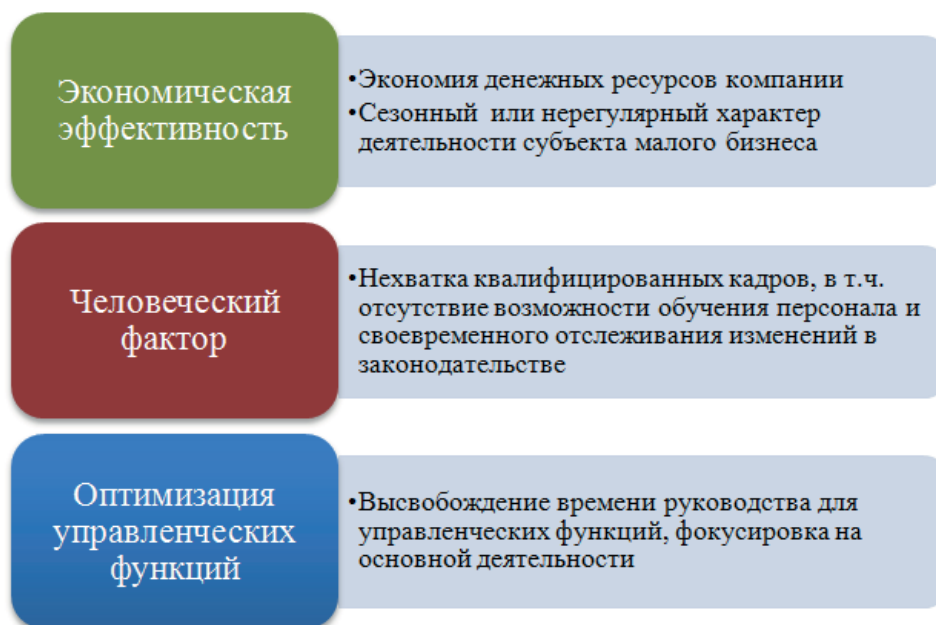 Экономическая
эффективность
•Экономия денежных ресурсов компании
•Сезонный или нерегулярный характер
деятельности субъекта малого бизнеса
Человеческий
фактор
•Нехватка квалифицированных кадров, в т.ч.
отсутствие возможности обучения персонала и
своевременного отслеживания изменений в
законодательстве
Оптимизация
управленческих
функций
•Высвобождение времени руководства для
управленческих функций, фокусировка на
основной деятельности